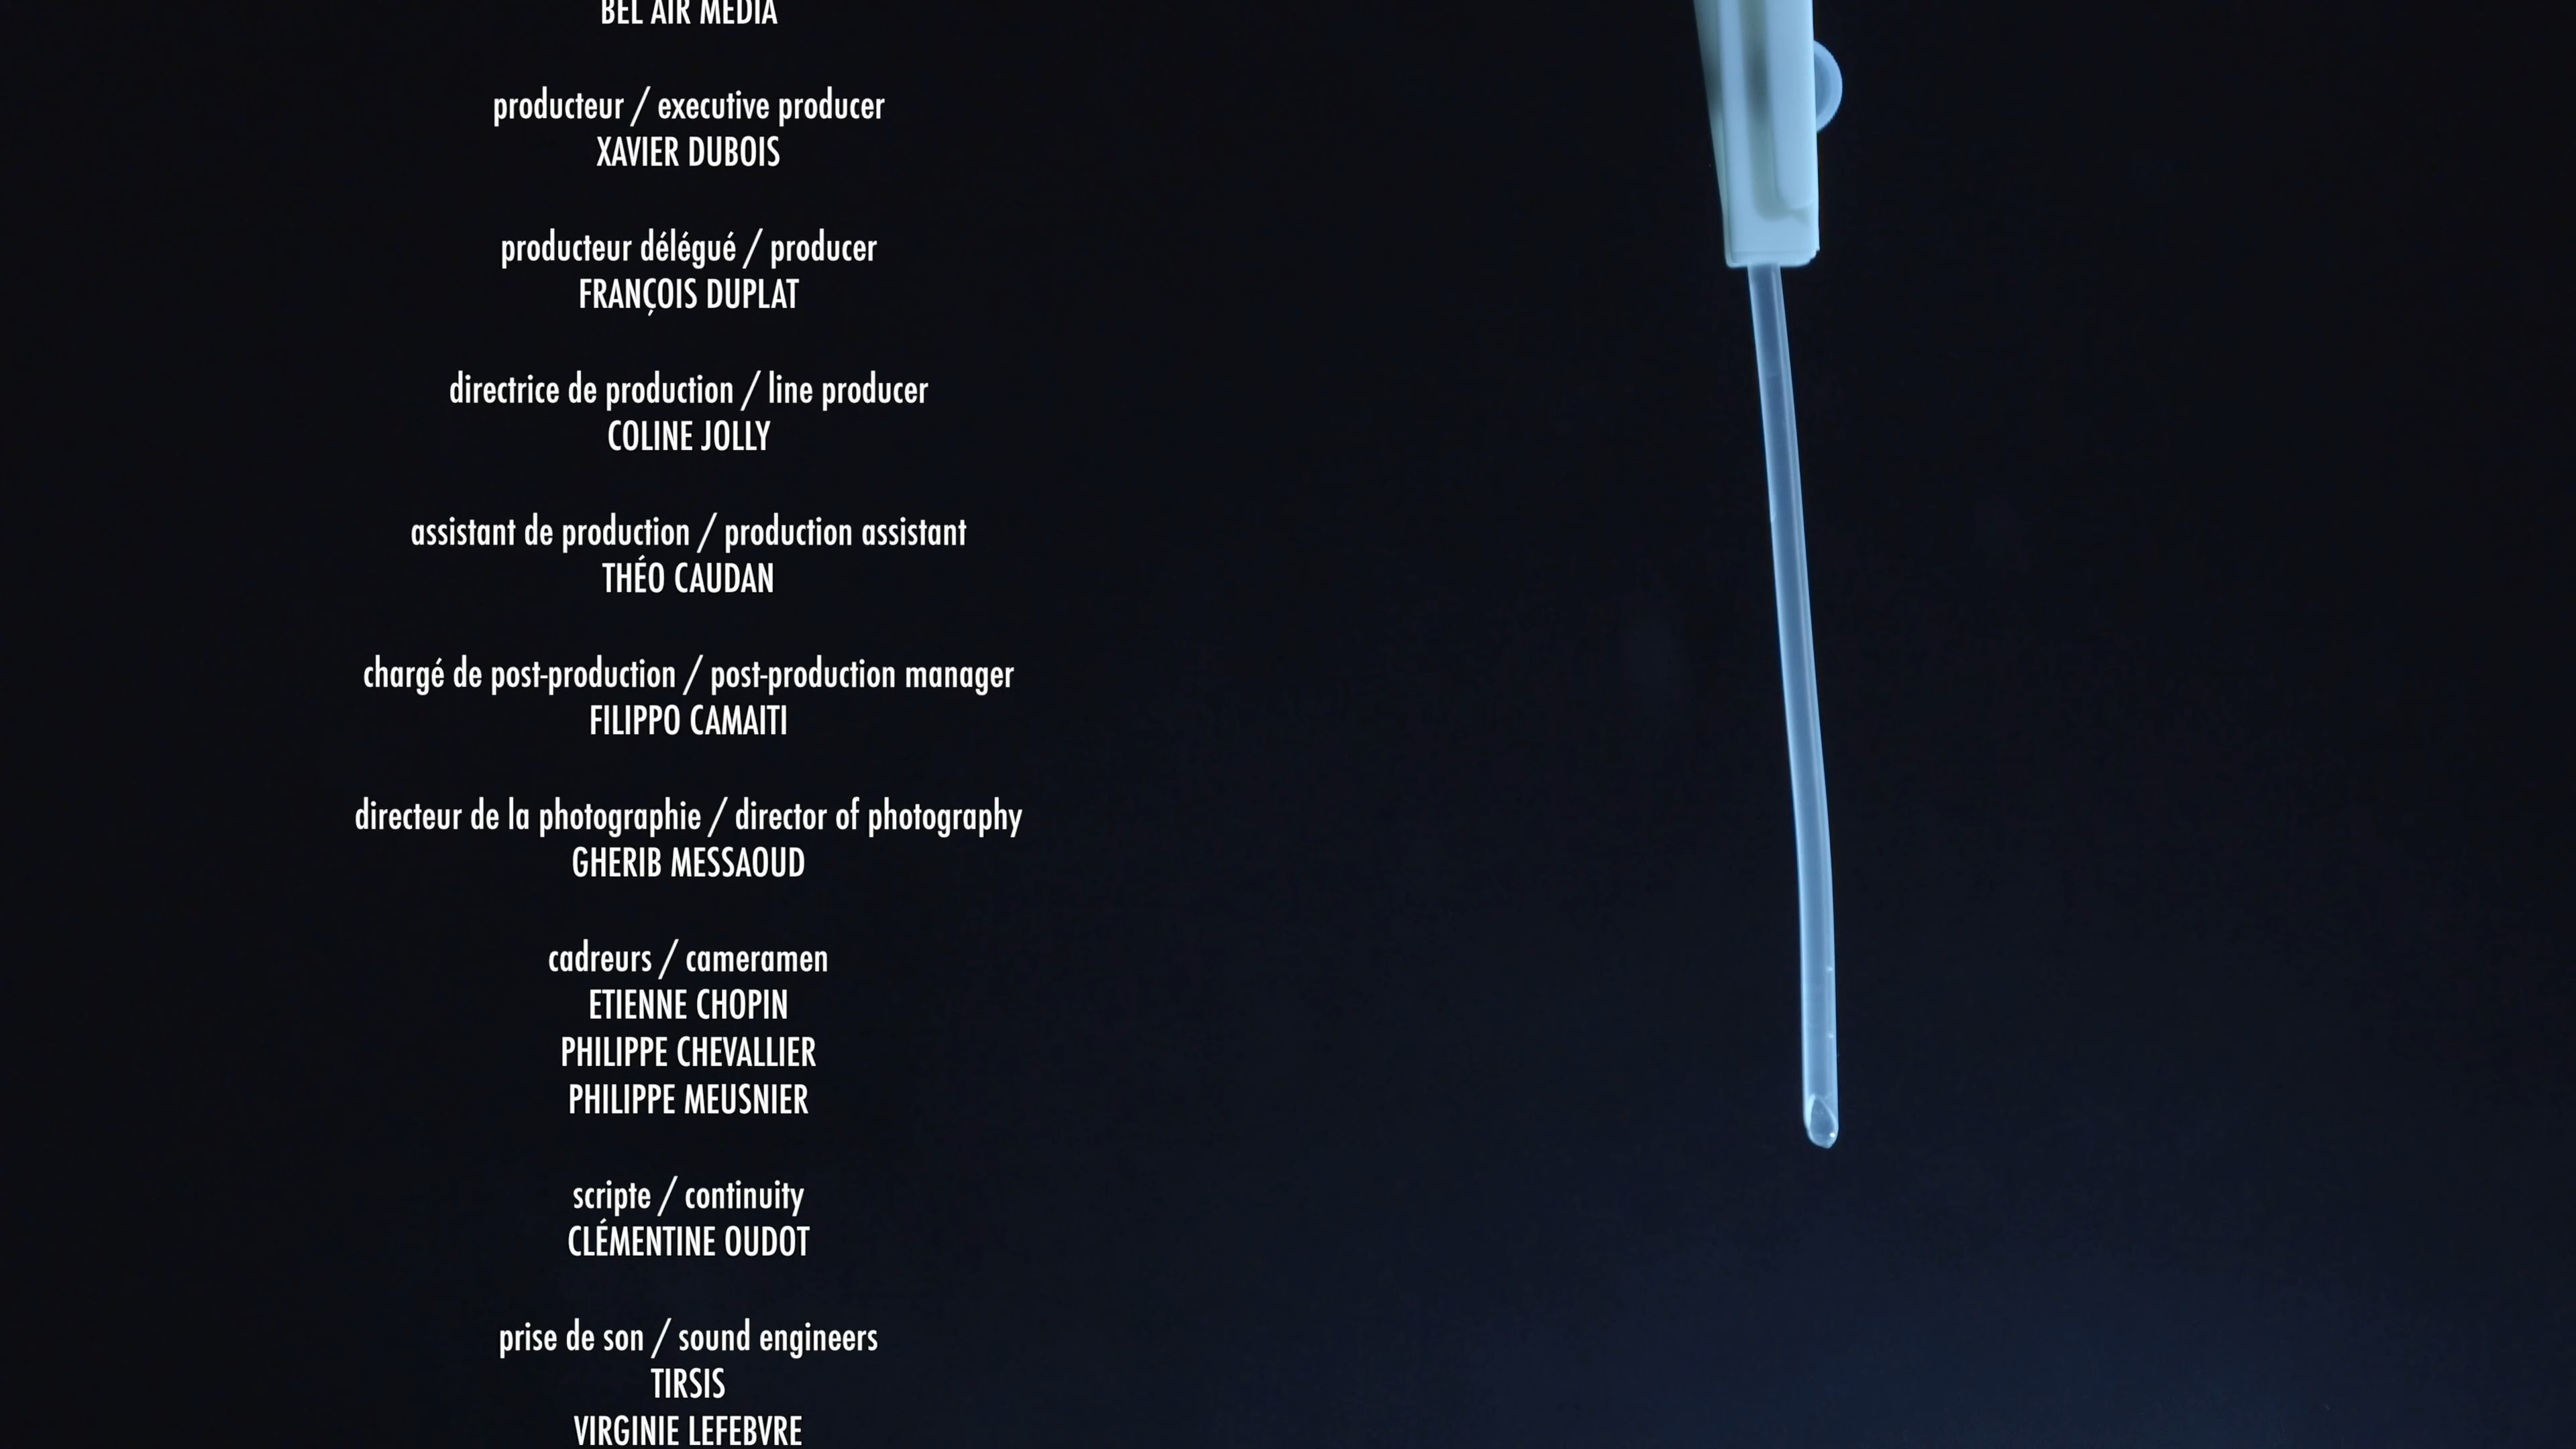 BEL AIR MEDIA
producteur / executive producer
XAVIER DUBOIS
producteur délégué / producer
FRANÇOIS DUPLAT
directrice de production / line producer
COLINE JOLLY
assistant de production / production assistant
THÉO CAUDAN
chargé de post-production / post-production manager
FILIPPO CAMAITI
directeur de la photographie / director of photography
GHERIB MESSAOUD
cadreurs / cameramen
ETIENNE CHOPIN
PHILIPPE CHEVALLIER
PHILIPPE MEUSNIER
scripte / continuity
CLÉMENTINE OUDOT
prise de son / sound engineers
TIRSIS
VIRGINIE LEFEBVRE